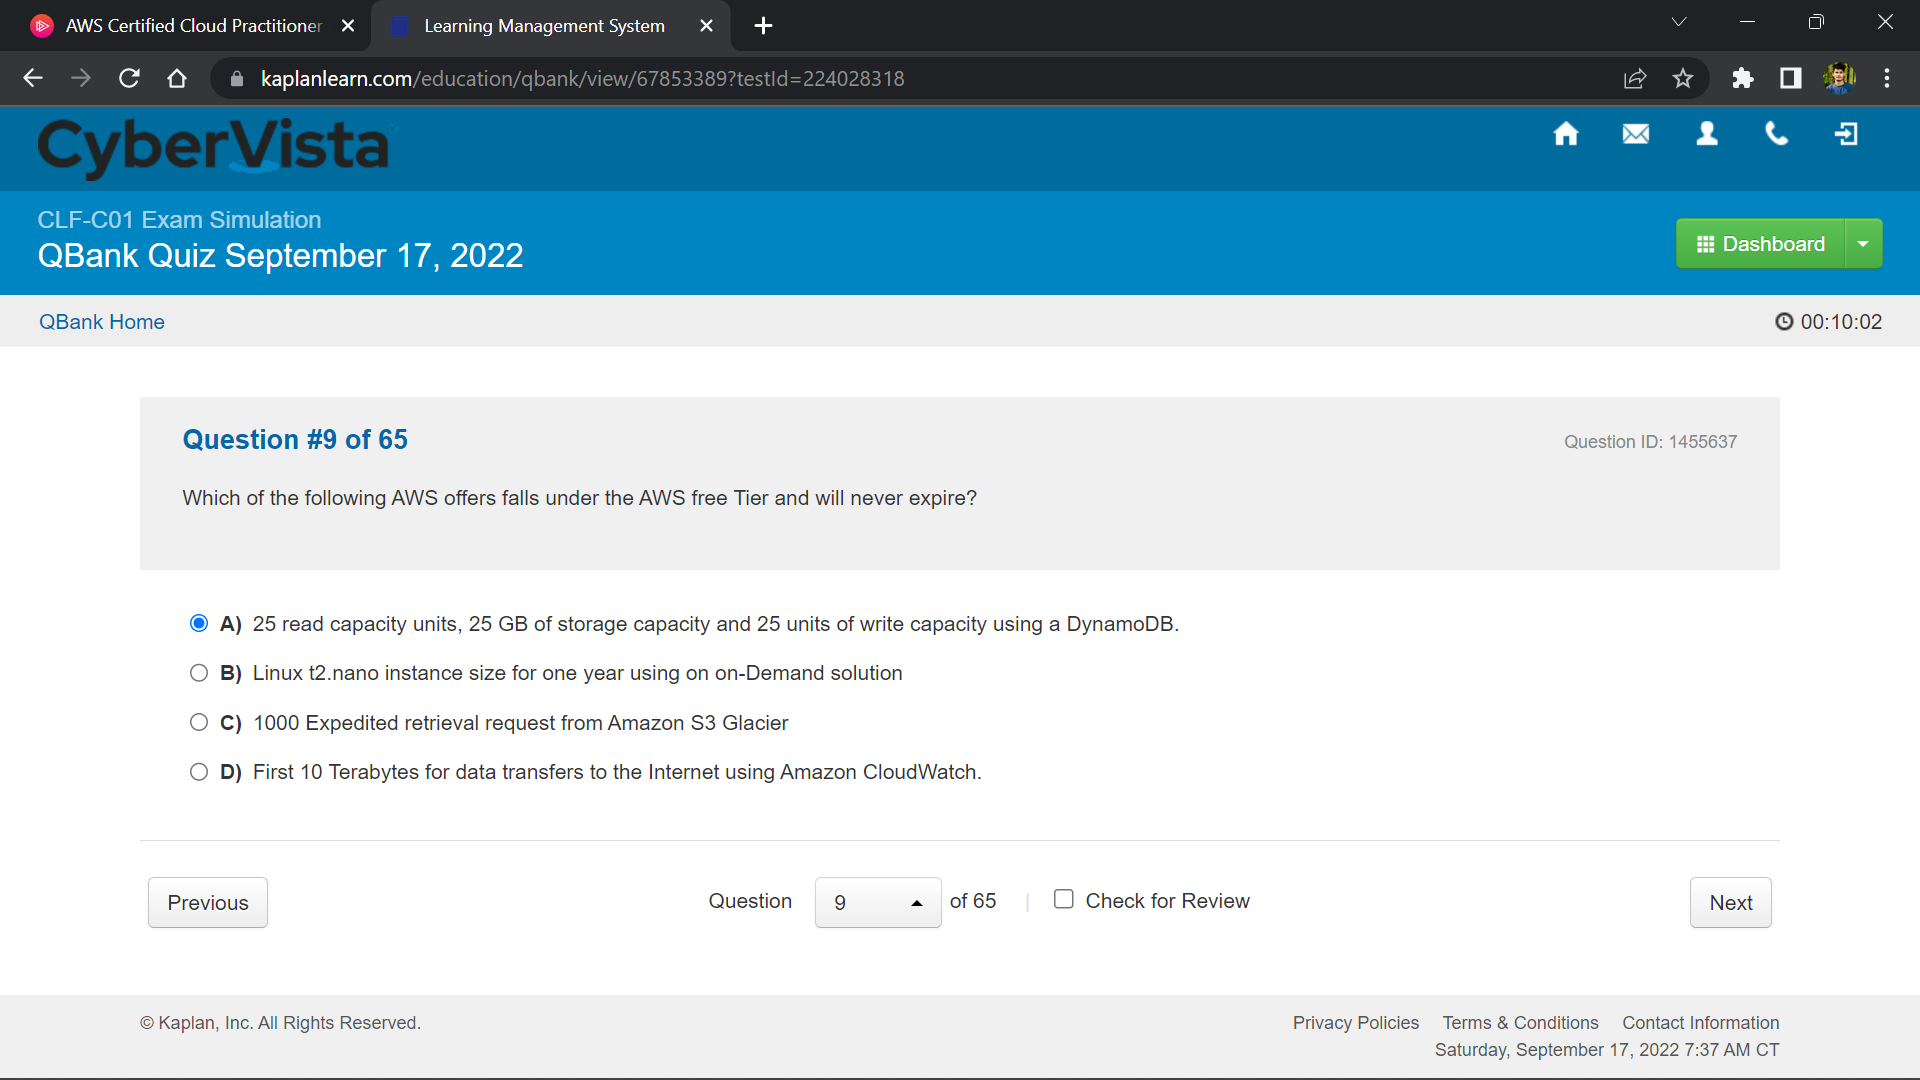 AWS Certified Cloud Practitioner
Learning Management System
kaplanlearn.com/education/qbank/view/67853389?testId=224028318
CyberVista
CLF-C01 Exam Simulation
QBank Quiz September 17, 2022
Dashboard
QBank Home
00:10:02
Question #9 of 65
Question ID: 1455637
Which of the following AWS offers falls under the AWS free Tier and will never expire?
A) 25 read capacity units, 25 GB of storage capacity and 25 units of write capacity using a DynamoDB.
B) Linux t2.nano instance size for one year using on on-Demand solution
C) 1000 Expedited retrieval request from Amazon S3 Glacier
D) First 10 Terabytes for data transfers to the Internet using Amazon CloudWatch.
Previous
Question 9 of 65 | Check for Review
Next
© Kaplan, Inc. All Rights Reserved.
Privacy Policies Terms & Conditions Contact Information
Saturday, September 17, 2022 7:37 AM CT